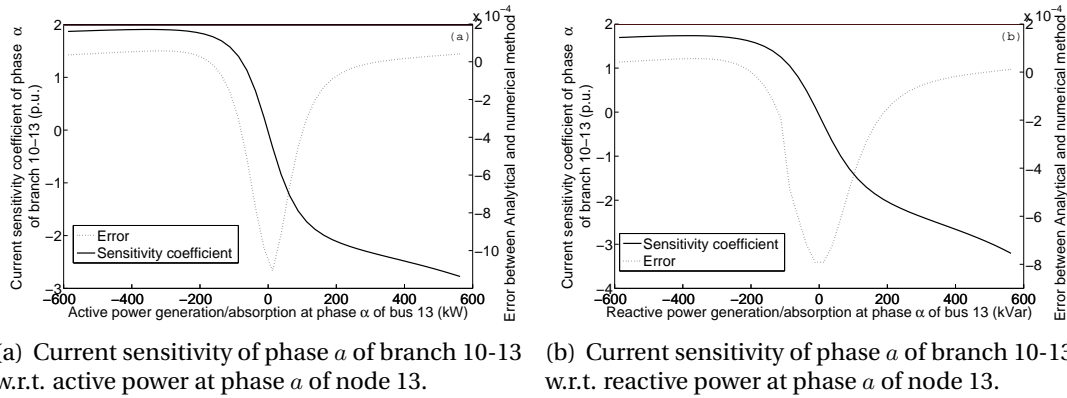 x 10⁻⁴
(a)
2
1
0
−1
−2
−3
2
0
−2
−4
−6
−8
−10
−600 −400 −200 0 200 400 600
Current sensitivity coefficient of phase α
of branch 10−13 (p.u.)
Error between Analytical and numerical method
Error
Sensitivity coefficient
Active power generation/absorption at phase α of bus 13 (kW)
x 10⁻⁴
(b)
2
1
0
−1
−2
−3
−4
2
0
−2
−4
−6
−8
−600 −400 −200 0 200 400 600
Current sensitivity coefficient of phase α
of branch 10−13 (p.u.)
Error between Analytical and numerical method
Sensitivity coefficient
Error
Reactive power generation/absorption at phase α of bus 13 (kVar)
(a) Current sensitivity of phase a of branch 10-13
w.r.t. active power at phase a of node 13.
(b) Current sensitivity of phase a of branch 10-13
w.r.t. reactive power at phase a of node 13.